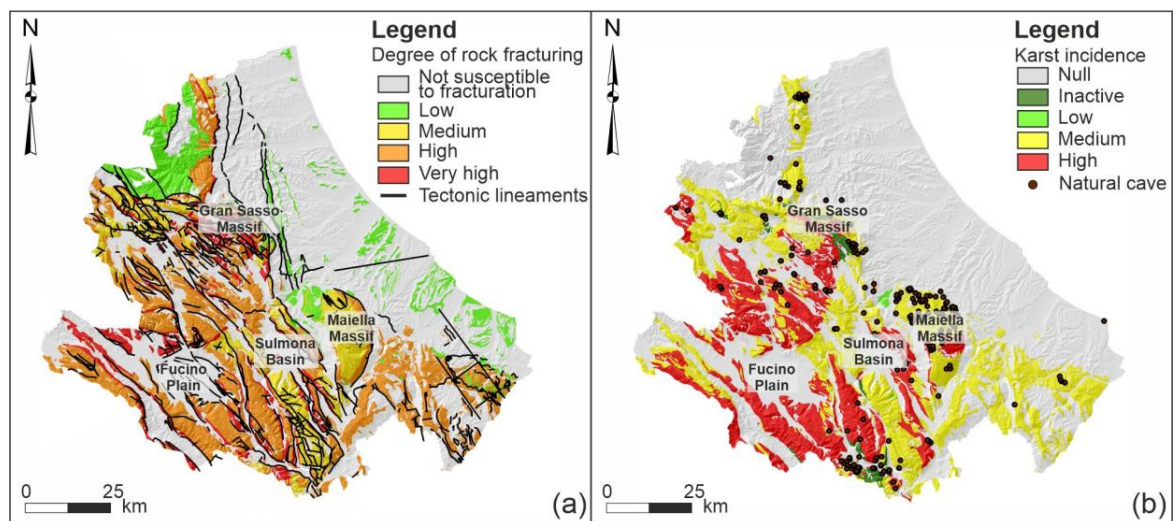 N
Legend
Degree of rock fracturing
Not susceptible
to fracturation
Low
Medium
High
Very high
Tectonic lineaments
Gran Sasso
Massif
Maiella
Massif
Sulmona
Basin
Fucino
Plain
0 25
km
(a)
N
Legend
Karst incidence
Null
Inactive
Low
Medium
High
Natural cave
Gran Sasso
Massif
Maiella
Massif
Sulmona
Basin
Fucino
Plain
0 25
km
(b)